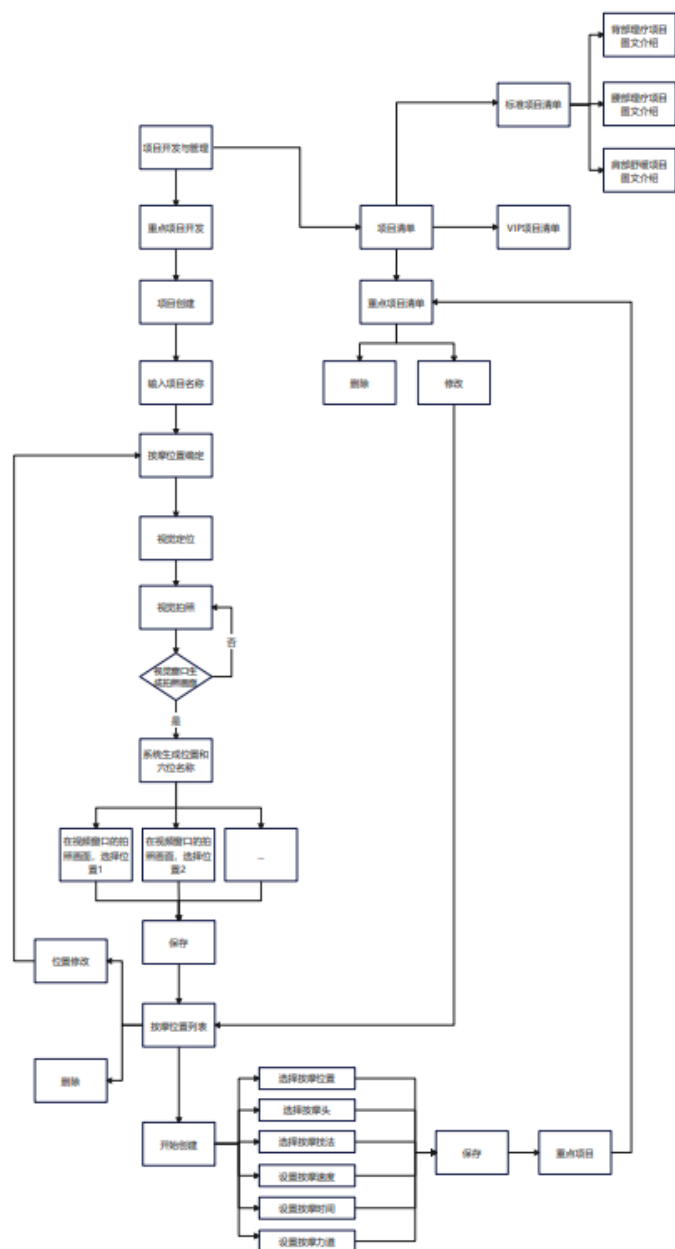 背部理疗项目
图文介绍
标准项目清单
腰部理疗项目
图文介绍
肩部舒缓项目
图文介绍
项目开发与管理
重点项目开发
项目清单
VIP项目清单
项目创建
重点项目清单
输入项目名称
删除
修改
按摩位置确定
视觉定位
视觉拍照
否
视觉窗口生
成拍照画面
是
系统生成位置和
穴位名称
在视频窗口的拍
照画面，选择位
置1
在视频窗口的拍
照画面，选择位
置2
...
保存
位置修改
按摩位置列表
删除
开始创建
选择按摩位置
选择按摩头
选择按摩技法
设置按摩速度
设置按摩时间
设置按摩力道
保存
重点项目